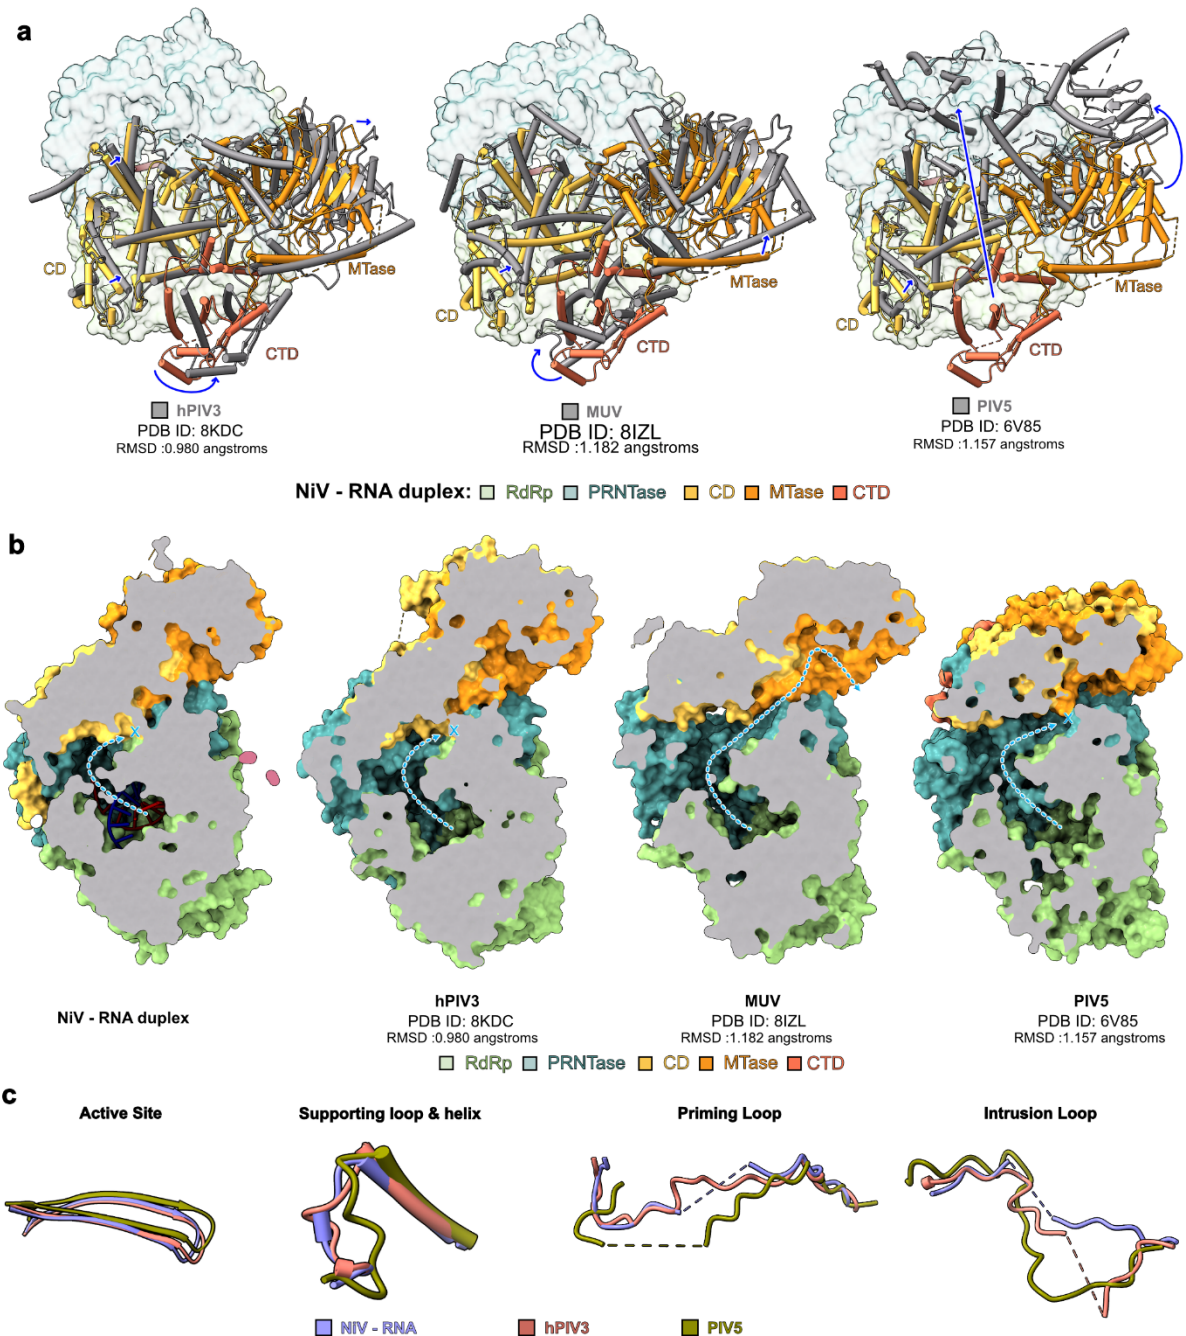 a
CD
MTase
CTD
hPIV3
PDB ID: 8KDC
RMSD :0.980 angstroms
CD
MTase
CTD
MUV
PDB ID: 8IZL
RMSD :1.182 angstroms
CD
MTase
CTD
PIV5
PDB ID: 6V85
RMSD :1.157 angstroms
NiV - RNA duplex: RdRp PRNTase CD MTase CTD
b
X
X
X
NiV - RNA duplex
hPIV3
PDB ID: 8KDC
RMSD :0.980 angstroms
MUV
PDB ID: 8IZL
RMSD :1.182 angstroms
PIV5
PDB ID: 6V85
RMSD :1.157 angstroms
RdRp PRNTase CD MTase CTD
c
Active Site
Supporting loop & helix
Priming Loop
Intrusion Loop
NiV - RNA hPIV3 PIV5